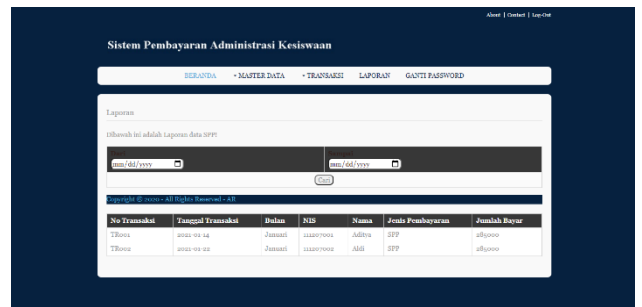 About | Contact | Log-Out
Sistem Pembayaran Administrasi Kesiswaan
BERANDA + MASTER DATA + TRANSAKSI LAPORAN GANTI PASSWORD
Laporan
Dibawah ini adalah Laporan data SPP!
mm/dd/yyyy mm/dd/yyyy
Cari
Copyright © 2020 - All Rights Reserved - AR
No Transaksi Tanggal Transaksi Bulan NIS Nama Jenis Pembayaran Jumlah Bayar
TR001 2021-02-14 Januari 111207001 Aditya SPP 285000
TR002 2021-02-22 Januari 111207002 Aldi SPP 285000